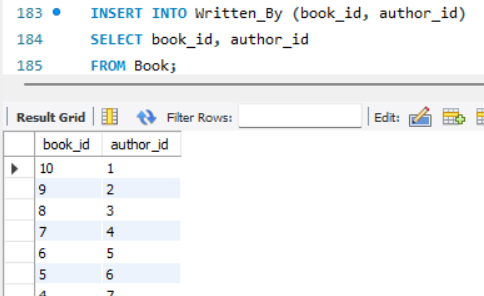 183 INSERT INTO Written_By (book_id, author_id)
184 SELECT book_id, author_id
185 FROM Book;
Result Grid Filter Rows: Edit:
book_id author_id
10 1
9 2
8 3
7 4
6 5
5 6
4 7